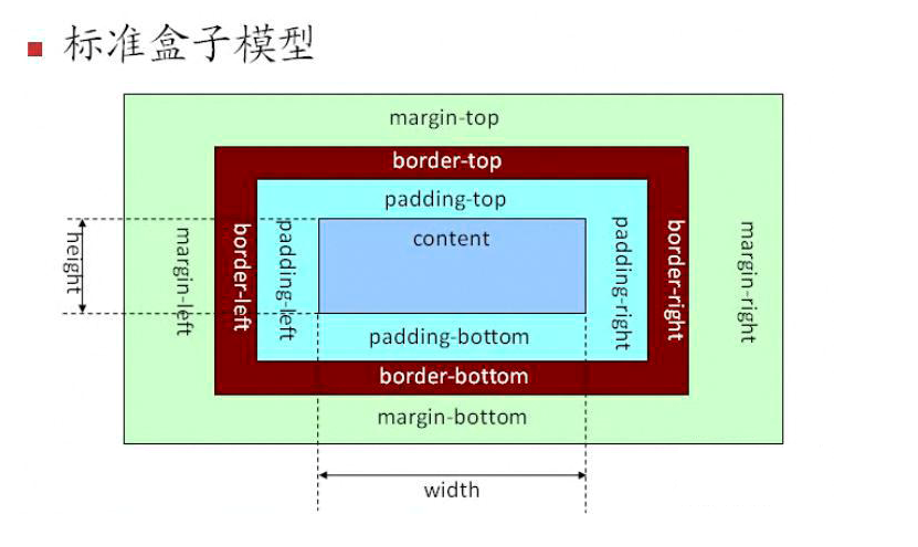 标准盒子模型
margin-top
border-top
padding-top
content
height
margin-left
border-left
padding-left
padding-right
border-right
margin-right
padding-bottom
border-bottom
margin-bottom
width